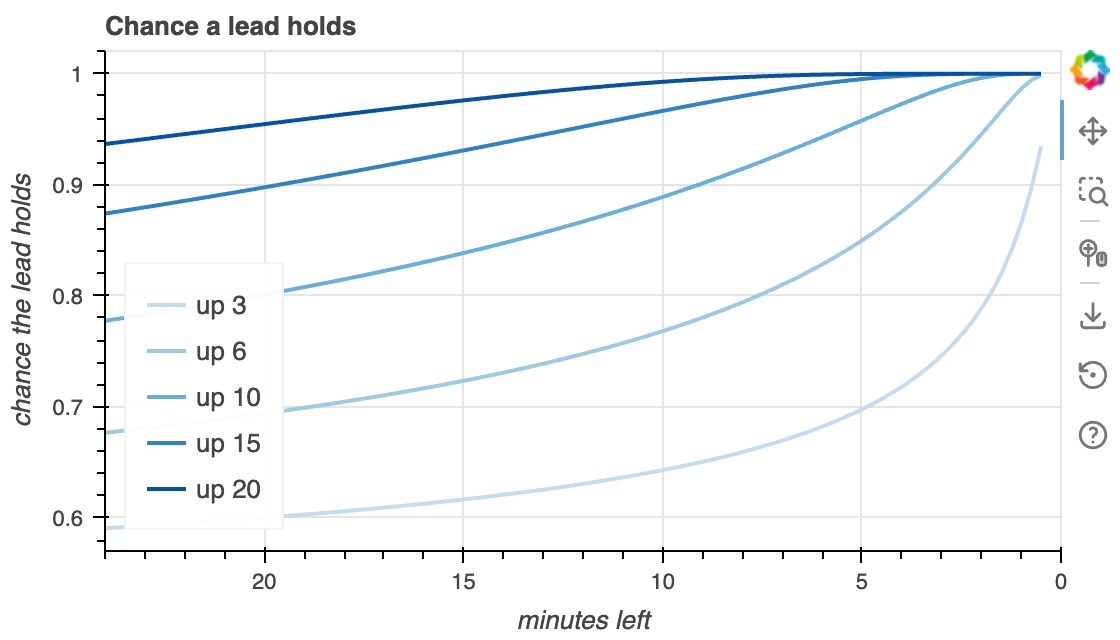 Chance a lead holds
chance the lead holds
1
0.9
0.8
0.7
0.6
up 3
up 6
up 10
up 15
up 20
20
15
10
5
0
minutes left